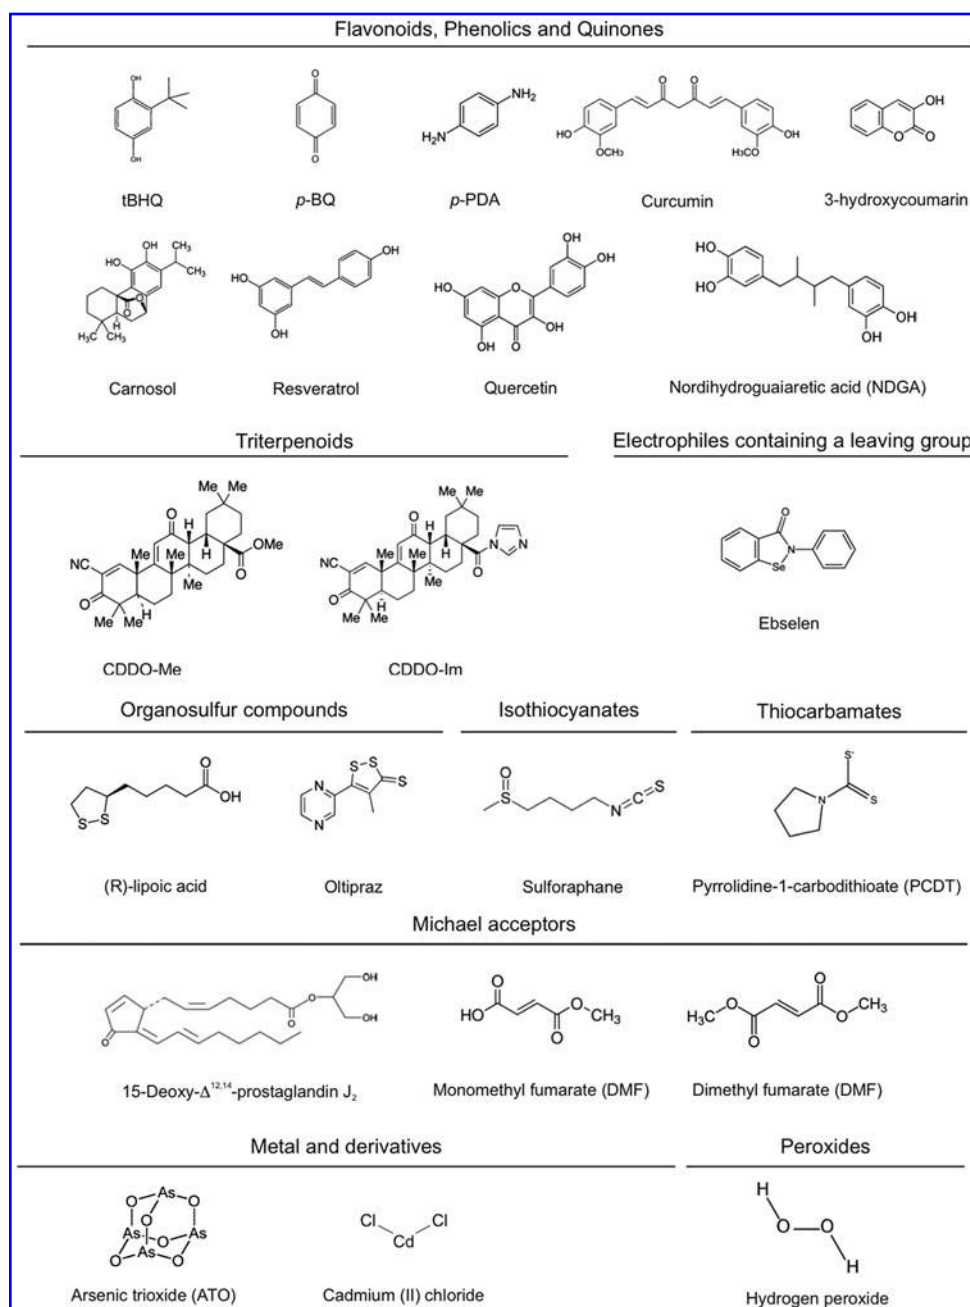 Flavonoids, Phenolics and Quinones
OH
OH
tBHQ
O
O
p-BQ
NH₂
H₂N
p-PDA
O O
OH
OCH₃
OH
H₃CO
Curcumin
OH
O O
3-hydroxycoumarin
OH
HO
CH₃
CH₃
O
O
H
CH₃
CH₃
Carnosol
OH
HO
OH
Resveratrol
OH
OH
HO
O
OH
OH O
Quercetin
HO
HO
OH
OH
Nordihydroguaiaretic acid (NDGA)
Triterpenoids
Electrophiles containing a leaving group
Me Me
O
H
H
OMe
O
NC
Me
Me
Me
O
H
Me Me
CDDO-Me
Me Me
O
H
H
N
N
O
NC
Me
Me
Me
O
H
Me Me
CDDO-Im
O
N
Se
Ebselen
Organosulfur compounds
Isothiocyanates
Thiocarbamates
O
OH
S S
(R)-lipoic acid
S S
S
N
N
Oltipraz
O
S
N C S
Sulforaphane
S⁻
N
S
Pyrrolidine-1-carbodithioate (PCDT)
Michael acceptors
OH
O
O
OH
O
15-Deoxy-Δ¹²,¹⁴-prostaglandin J₂
O
HO
O
O
CH₃
Monomethyl fumarate (DMF)
H₃C
O
O
O
O
CH₃
Dimethyl fumarate (DMF)
Metal and derivatives
Peroxides
As
O
O
O
As
As
As
O
O
O
Arsenic trioxide (ATO)
Cl
Cl
Cd
Cadmium (II) chloride
H
O O
H
Hydrogen peroxide